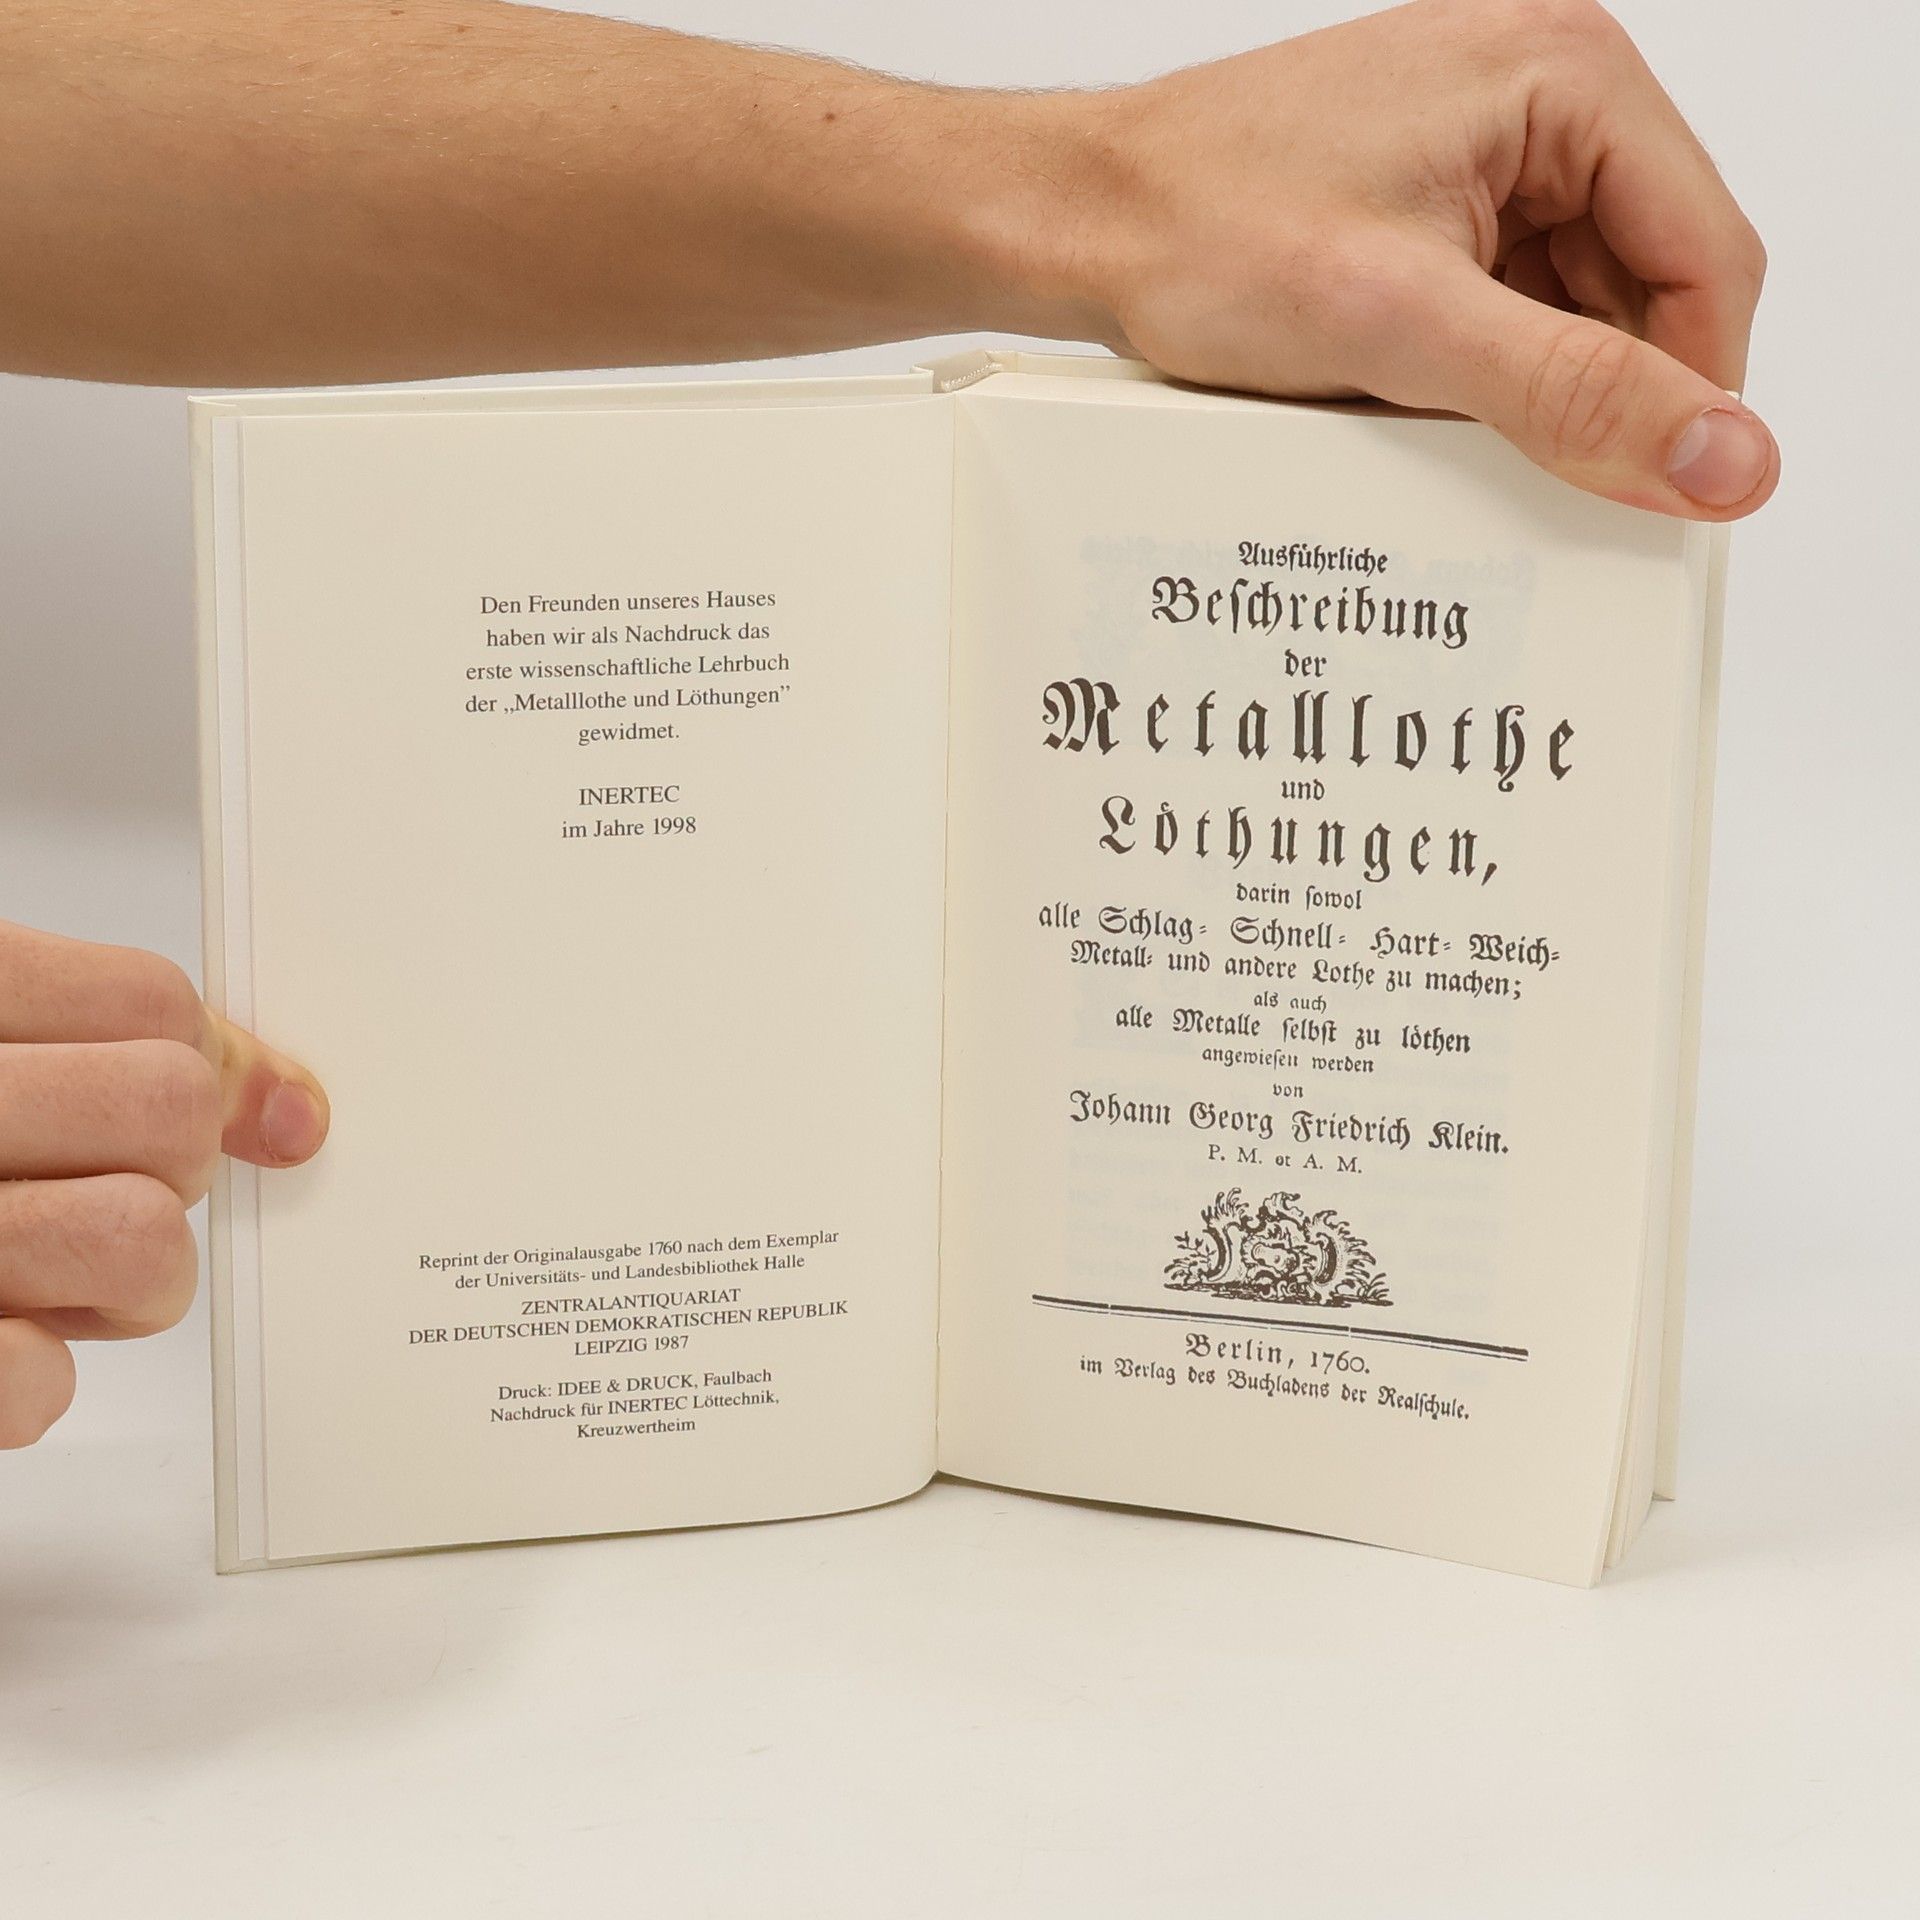 Den Freunden unseres Hauses
haben wir als Nachdruck das
erste wissenschaftliche Lehrbuch
der „Metalllothe und Löthungen”
gewidmet.
INERTEC
im Jahre 1998
Reprint der Originalausgabe 1760 nach dem Exemplar
der Universitäts- und Landesbibliothek Halle
ZENTRALANTIQUARIAT
DER DEUTSCHEN DEMOKRATISCHEN REPUBLIK
LEIPZIG 1987
Druck: IDEE & DRUCK, Faulbach
Nachdruck für INERTEC Löttechnik,
Kreuzwertheim
Ausführliche
Beſchreibung
der
Metalllothe
und
Löthungen,
darin ſowol
alle Schlag- Schnell- Hart- Weich-
Metall- und andere Lothe zu machen;
als auch
alle Metalle ſelbſt zu löthen
angewieſen werden
von
Johann Georg Friedrich Klein.
P. M. et A. M.
Berlin, 1760.
im Verlag des Buchladens der Realſchule.